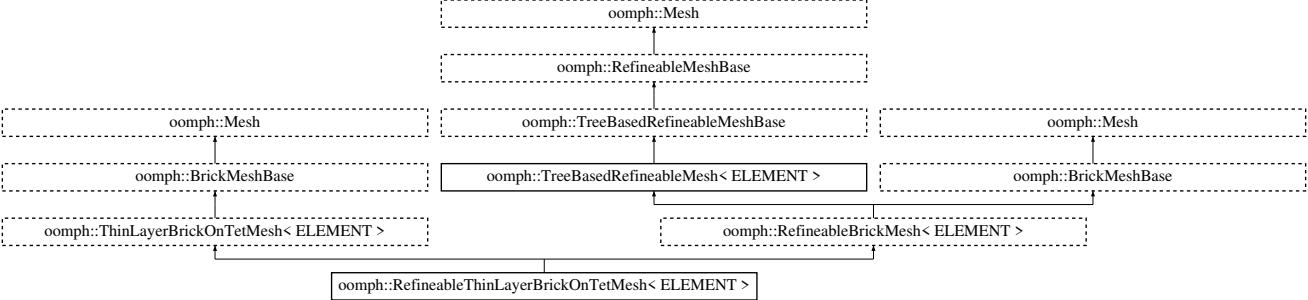 oomph::Mesh
oomph::RefineableMeshBase
oomph::Mesh
oomph::TreeBasedRefineableMeshBase
oomph::Mesh
oomph::BrickMeshBase
oomph::TreeBasedRefineableMesh< ELEMENT >
oomph::BrickMeshBase
oomph::ThinLayerBrickOnTetMesh< ELEMENT >
oomph::RefineableBrickMesh< ELEMENT >
oomph::RefineableThinLayerBrickOnTetMesh< ELEMENT >